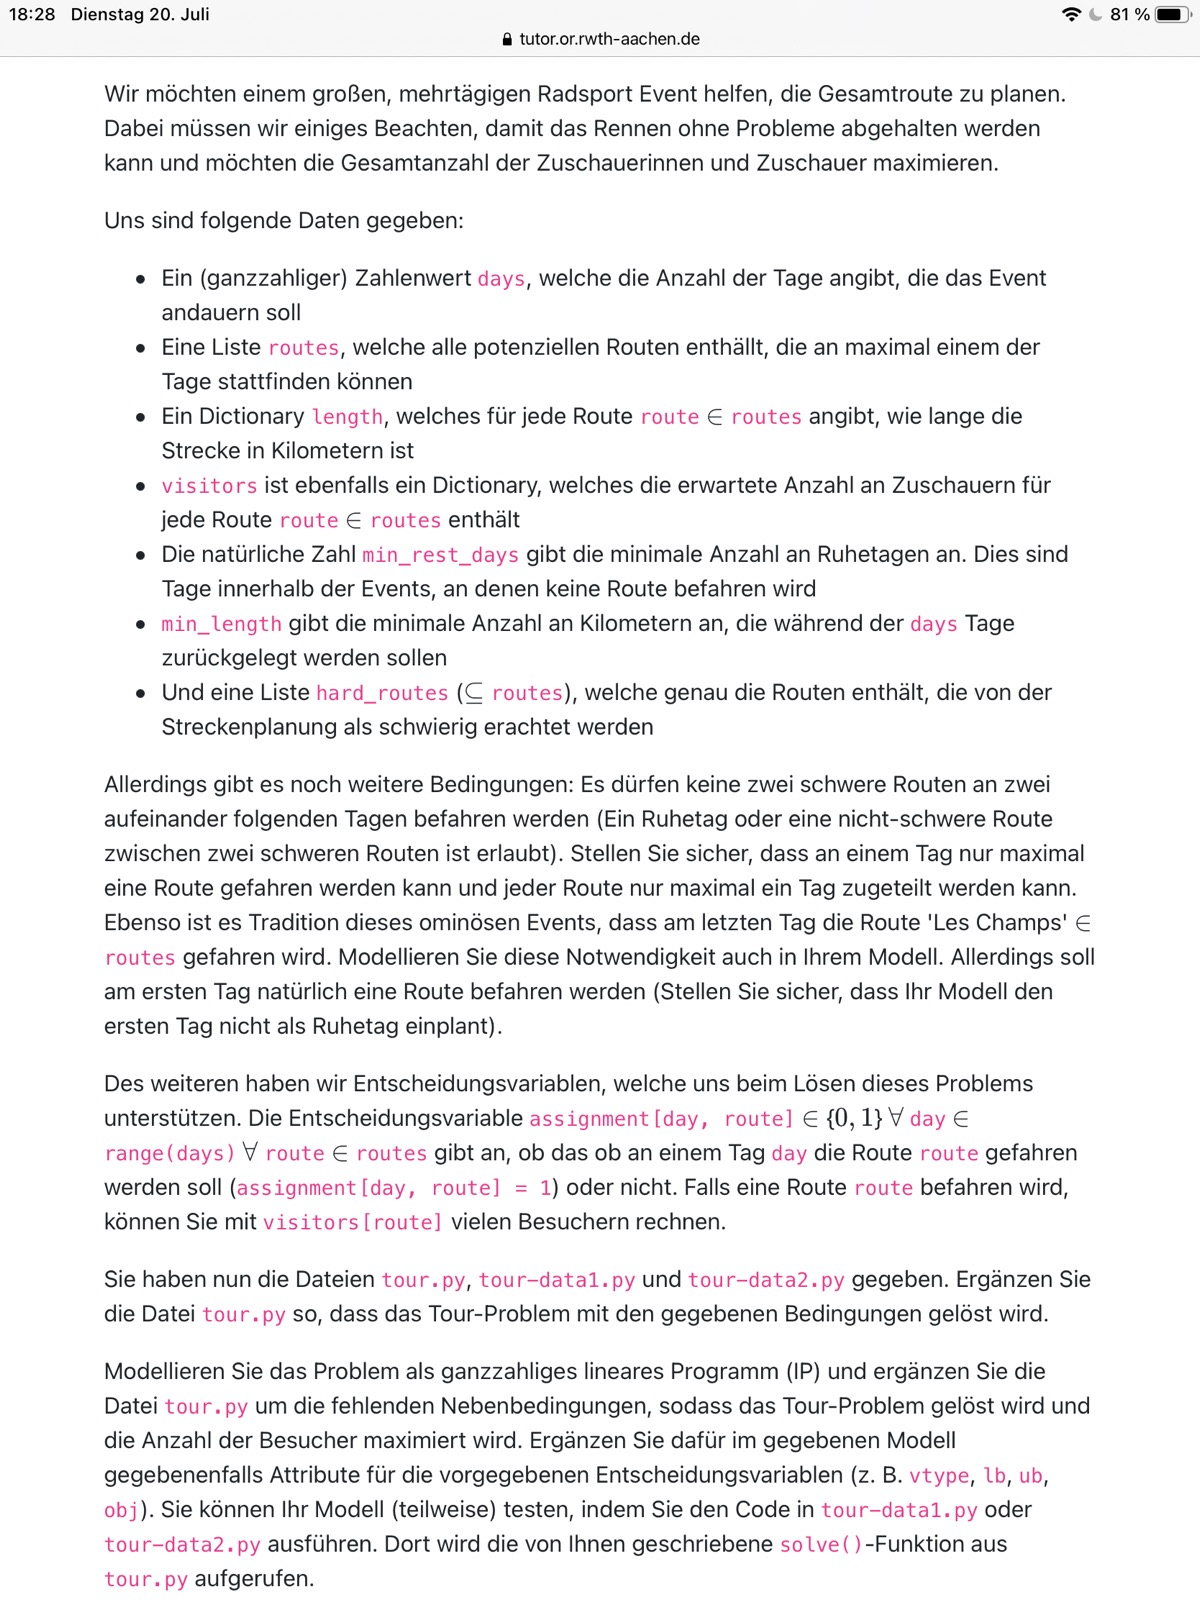 18:28 Dienstag 20. Juli
81 %
tutor.or.rwth-aachen.de
Wir möchten einem großen, mehrtägigen Radsport Event helfen, die Gesamtroute zu planen.
Dabei müssen wir einiges Beachten, damit das Rennen ohne Probleme abgehalten werden
kann und möchten die Gesamtanzahl der Zuschauerinnen und Zuschauer maximieren.
Uns sind folgende Daten gegeben:
• Ein (ganzzahliger) Zahlenwert days, welche die Anzahl der Tage angibt, die das Event
andauern soll
• Eine Liste routes, welche alle potenziellen Routen enthällt, die an maximal einem der
Tage stattfinden können
• Ein Dictionary length, welches für jede Route route ∈ routes angibt, wie lange die
Strecke in Kilometern ist
• visitors ist ebenfalls ein Dictionary, welches die erwartete Anzahl an Zuschauern für
jede Route route ∈ routes enthält
• Die natürliche Zahl min_rest_days gibt die minimale Anzahl an Ruhetagen an. Dies sind
Tage innerhalb der Events, an denen keine Route befahren wird
• min_length gibt die minimale Anzahl an Kilometern an, die während der days Tage
zurückgelegt werden sollen
• Und eine Liste hard_routes (⊆ routes), welche genau die Routen enthält, die von der
Streckenplanung als schwierig erachtet werden
Allerdings gibt es noch weitere Bedingungen: Es dürfen keine zwei schwere Routen an zwei
aufeinander folgenden Tagen befahren werden (Ein Ruhetag oder eine nicht-schwere Route
zwischen zwei schweren Routen ist erlaubt). Stellen Sie sicher, dass an einem Tag nur maximal
eine Route gefahren werden kann und jeder Route nur maximal ein Tag zugeteilt werden kann.
Ebenso ist es Tradition dieses ominösen Events, dass am letzten Tag die Route 'Les Champs' ∈
routes gefahren wird. Modellieren Sie diese Notwendigkeit auch in Ihrem Modell. Allerdings soll
am ersten Tag natürlich eine Route befahren werden (Stellen Sie sicher, dass Ihr Modell den
ersten Tag nicht als Ruhetag einplant).
Des weiteren haben wir Entscheidungsvariablen, welche uns beim Lösen dieses Problems
unterstützen. Die Entscheidungsvariable assignment[day, route] ∈ {0, 1} ∀ day ∈
range(days) ∀ route ∈ routes gibt an, ob das ob an einem Tag day die Route route gefahren
werden soll (assignment[day, route] = 1) oder nicht. Falls eine Route route befahren wird,
können Sie mit visitors[route] vielen Besuchern rechnen.
Sie haben nun die Dateien tour.py, tour-data1.py und tour-data2.py gegeben. Ergänzen Sie
die Datei tour.py so, dass das Tour-Problem mit den gegebenen Bedingungen gelöst wird.
Modellieren Sie das Problem als ganzzahliges lineares Programm (IP) und ergänzen Sie die
Datei tour.py um die fehlenden Nebenbedingungen, sodass das Tour-Problem gelöst wird und
die Anzahl der Besucher maximiert wird. Ergänzen Sie dafür im gegebenen Modell
gegebenenfalls Attribute für die vorgegebenen Entscheidungsvariablen (z. B. vtype, lb, ub,
obj). Sie können Ihr Modell (teilweise) testen, indem Sie den Code in tour-data1.py oder
tour-data2.py ausführen. Dort wird die von Ihnen geschriebene solve()-Funktion aus
tour.py aufgerufen.